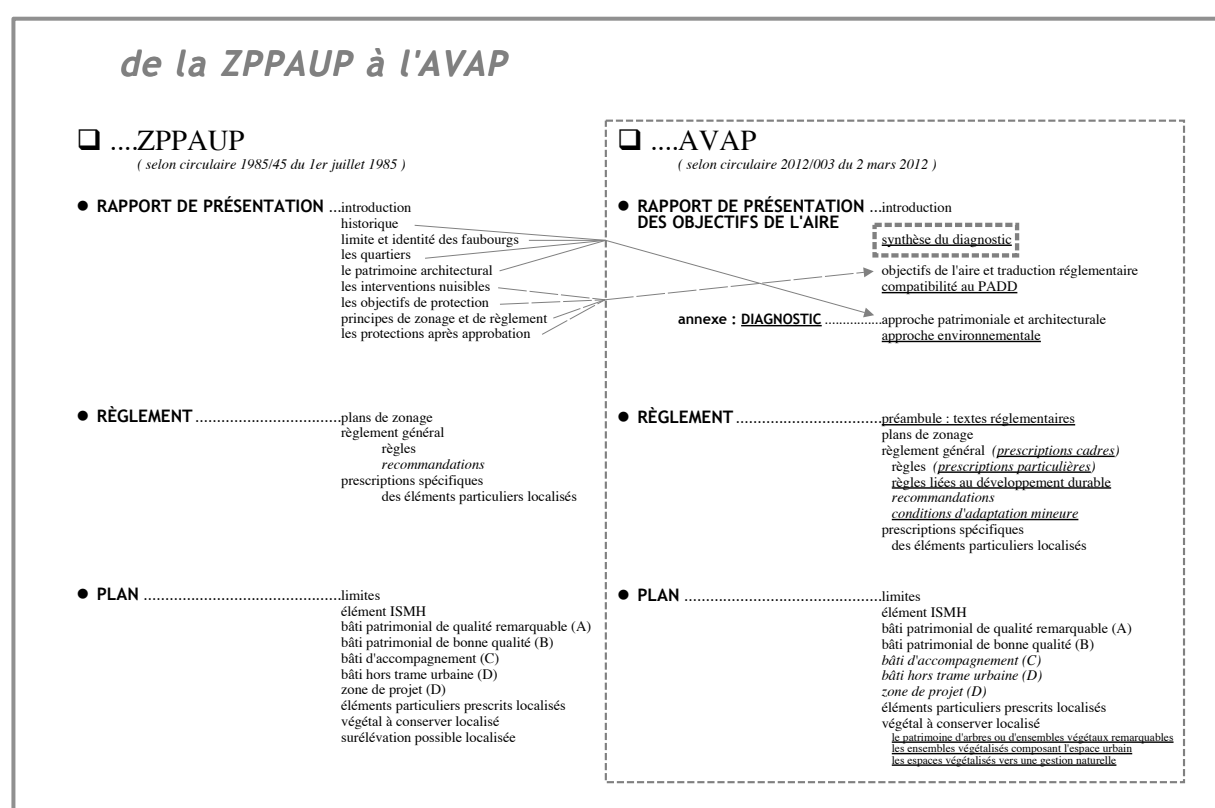 de la ZPPAUP à l'AVAP
❑ ....ZPPAUP
( selon circulaire 1985/45 du 1er juillet 1985 )
● RAPPORT DE PRÉSENTATION ...introduction
historique
limite et identité des faubourgs
les quartiers
le patrimoine architectural
les interventions nuisibles
les objectifs de protection
principes de zonage et de règlement
les protections après approbation
● RÈGLEMENT ..................................plans de zonage
règlement général
règles
recommandations
prescriptions spécifiques
des éléments particuliers localisés
● PLAN ..............................................limites
élément ISMH
bâti patrimonial de qualité remarquable (A)
bâti patrimonial de bonne qualité (B)
bâti d'accompagnement (C)
bâti hors trame urbaine (D)
zone de projet (D)
éléments particuliers prescrits localisés
végétal à conserver localisé
surélévation possible localisée
❑ ....AVAP
( selon circulaire 2012/003 du 2 mars 2012 )
● RAPPORT DE PRÉSENTATION ...introduction
DES OBJECTIFS DE L'AIRE
synthèse du diagnostic
objectifs de l'aire et traduction réglementaire
compatibilité au PADD
annexe : DIAGNOSTIC ..............approche patrimoniale et architecturale
approche environnementale
● RÈGLEMENT ..................................préambule : textes réglementaires
plans de zonage
règlement général (prescriptions cadres)
règles (prescriptions particulières)
règles liées au développement durable
recommandations
conditions d'adaptation mineure
prescriptions spécifiques
des éléments particuliers localisés
● PLAN ..............................................limites
élément ISMH
bâti patrimonial de qualité remarquable (A)
bâti patrimonial de bonne qualité (B)
bâti d'accompagnement (C)
bâti hors trame urbaine (D)
zone de projet (D)
éléments particuliers prescrits localisés
végétal à conserver localisé
le patrimoine d'arbres ou d'ensembles végétaux remarquables
les ensembles végétalisés composant l'espace urbain
les espaces végétalisés vers une gestion naturelle